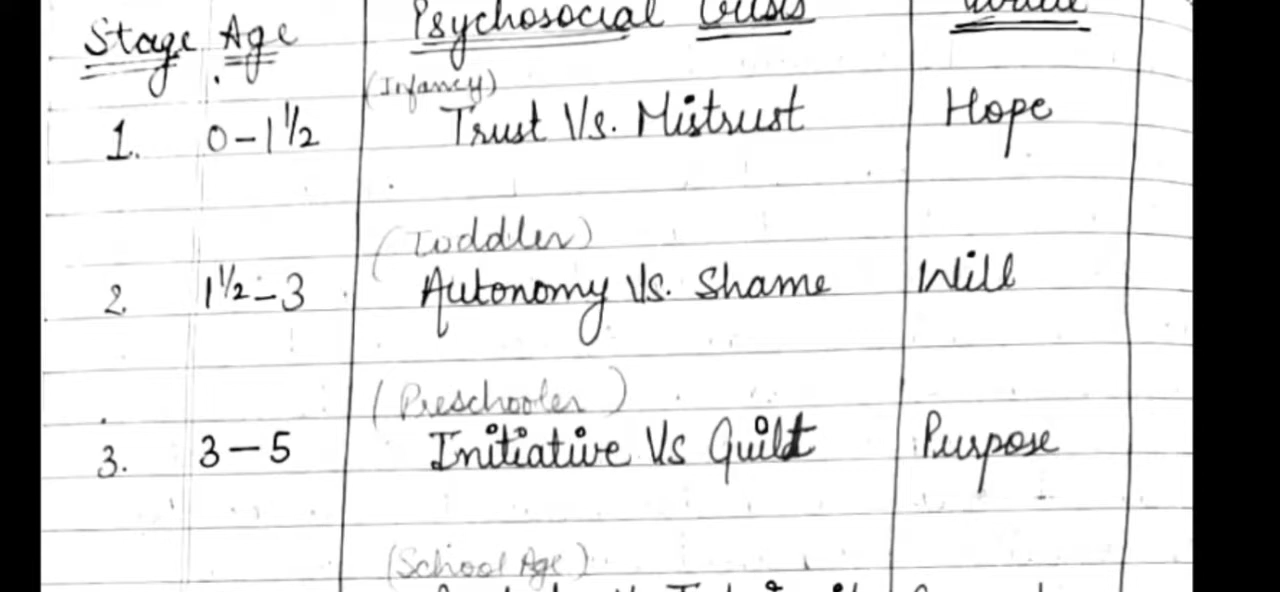 Stage Age Psychosocial Crisis
(Infancy)
1. 0-1½ Trust Vs. Mistrust Hope
(Toddler)
2. 1½-3 Autonomy Vs. Shame Will
(Preschooler)
3. 3-5 Initiative Vs Guilt Purpose
(School Age)